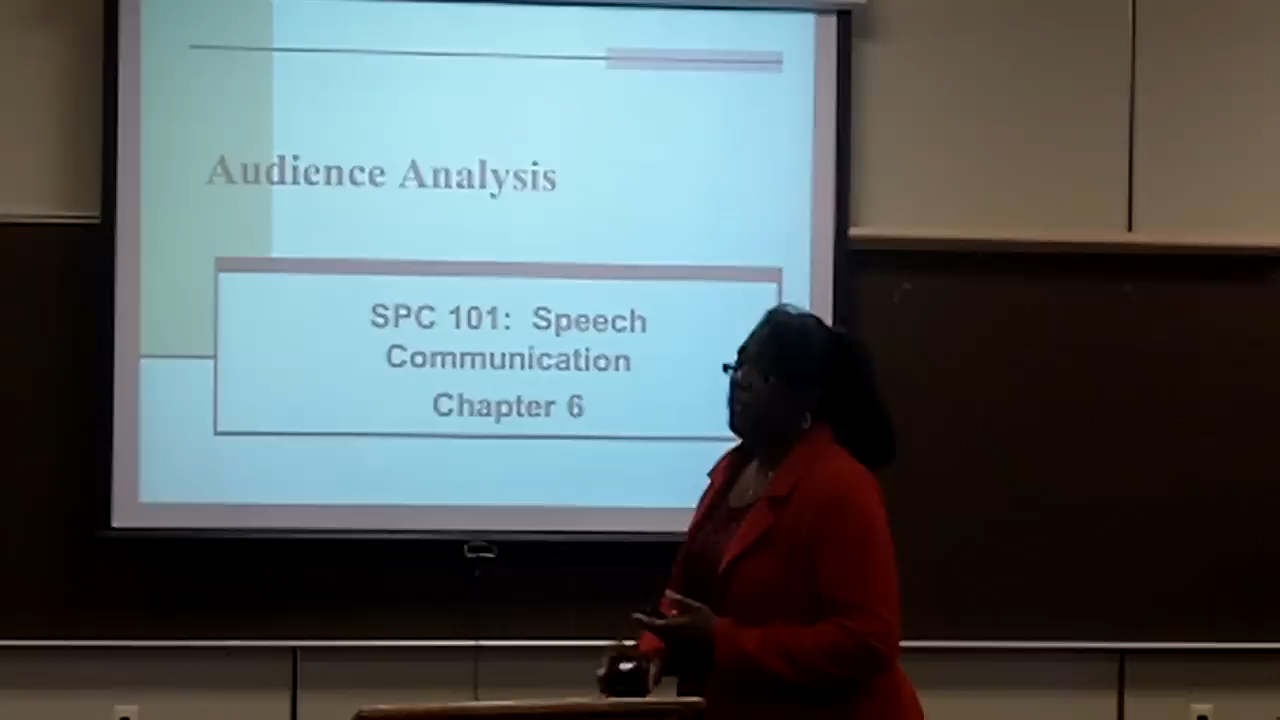 Audience Analysis
SPC 101: Speech
Communication
Chapter 6